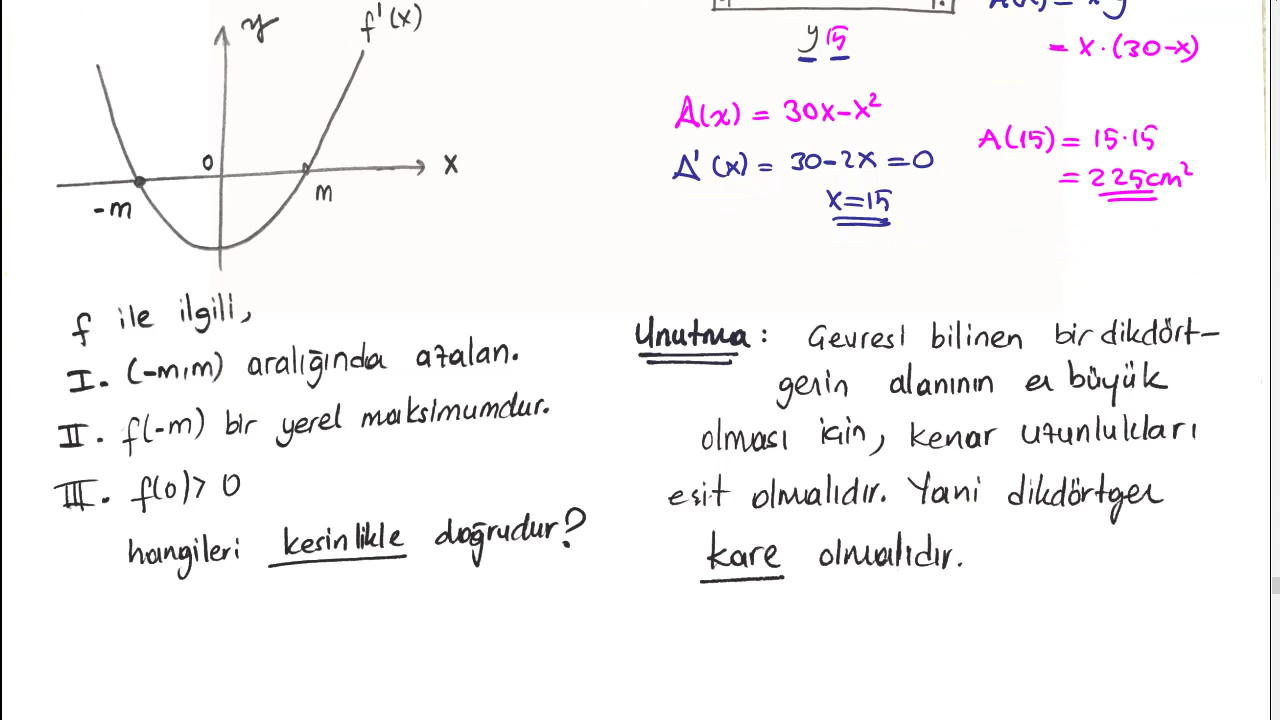 y
f'(x)
0
x
-m
m
f ile ilgili,
I. (-m,m) aralığında azalan.
II. f(-m) bir yerel maksimumdur.
III. f(0)> 0
hangileri kesinlikle doğrudur?
y 15
= x·(30-x)
A(x) = 30x-x²
A'(x) = 30-2x=0
x=15
A(15) = 15·15
= 225cm²
Unutma: Çevresi bilinen bir dikdört-
genin alanının en büyük
olması için, kenar uzunlukları
eşit olmalıdır. Yani dikdörtgen
kare olmalıdır.